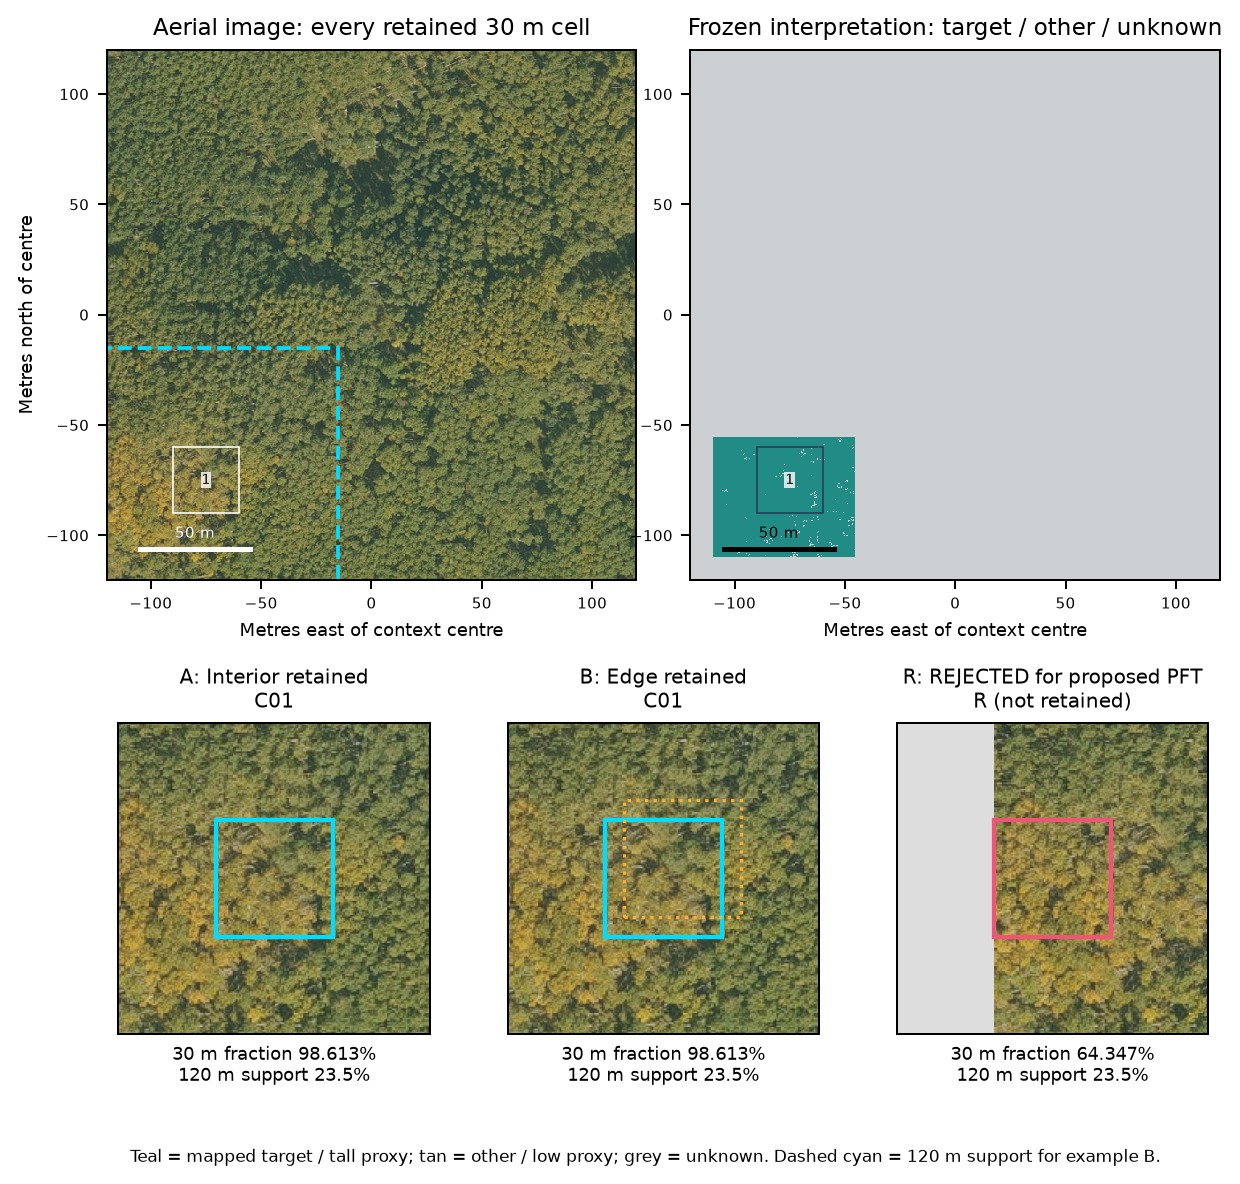 Aerial image: every retained 30 m cell
Frozen interpretation: target / other / unknown
Metres north of centre
100
50
0
−50
−100
1
50 m
−100
−50
0
50
100
Metres east of context centre
100
50
0
−50
−100
1
50 m
−100
−50
0
50
100
Metres east of context centre
A: Interior retained
C01
30 m fraction 98.613%
120 m support 23.5%
B: Edge retained
C01
30 m fraction 98.613%
120 m support 23.5%
R: REJECTED for proposed PFT
R (not retained)
30 m fraction 64.347%
120 m support 23.5%
Teal = mapped target / tall proxy; tan = other / low proxy; grey = unknown. Dashed cyan = 120 m support for example B.